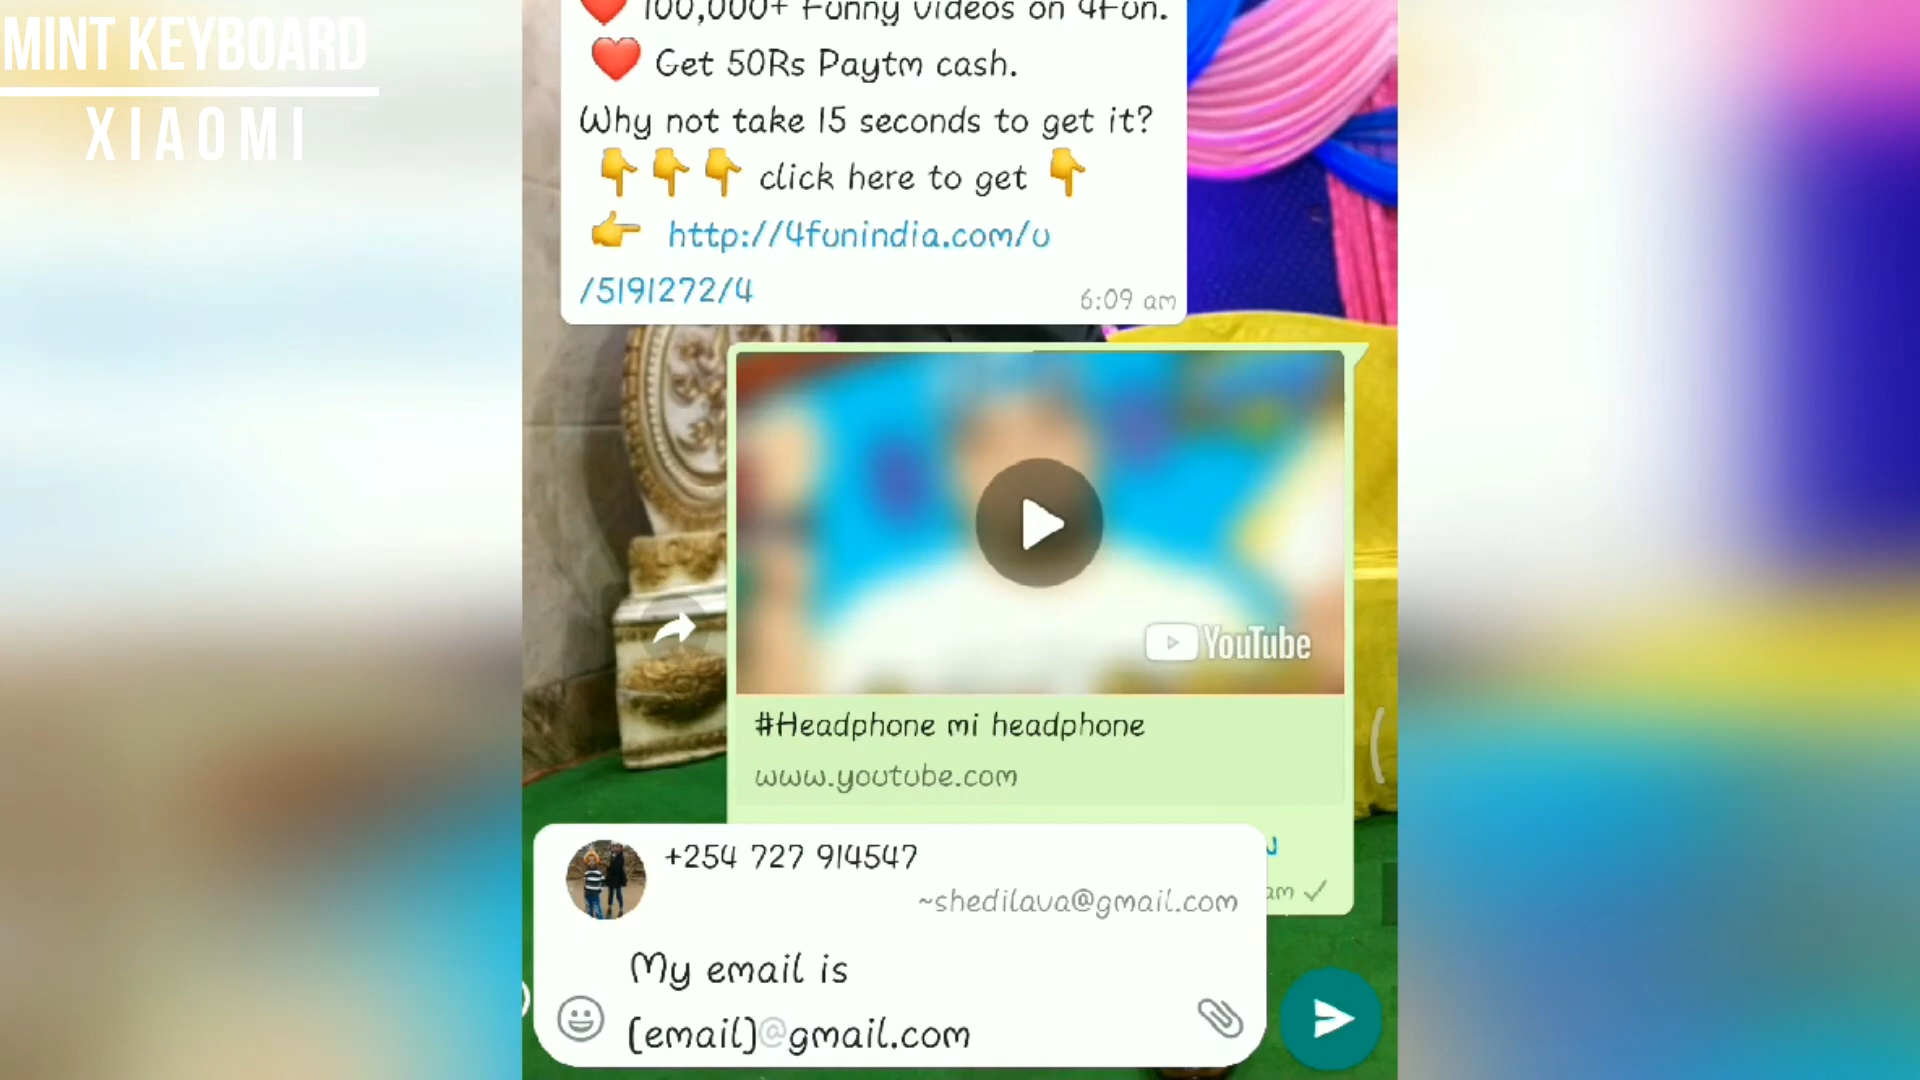 MINT KEYBOARD
XIAOMI
❤️ 100,000+ Funny videos on 4Fun.
❤️ Get 50Rs Paytm cash.
Why not take 15 seconds to get it?
👇👇👇 click here to get 👇
👉 http://4funindia.com/u
/5191272/4
6:09 am
YouTube
#Headphone mi headphone
www.youtube.com
+254 727 914547
~shedilava@gmail.com
am
My email is
[email]@gmail.com